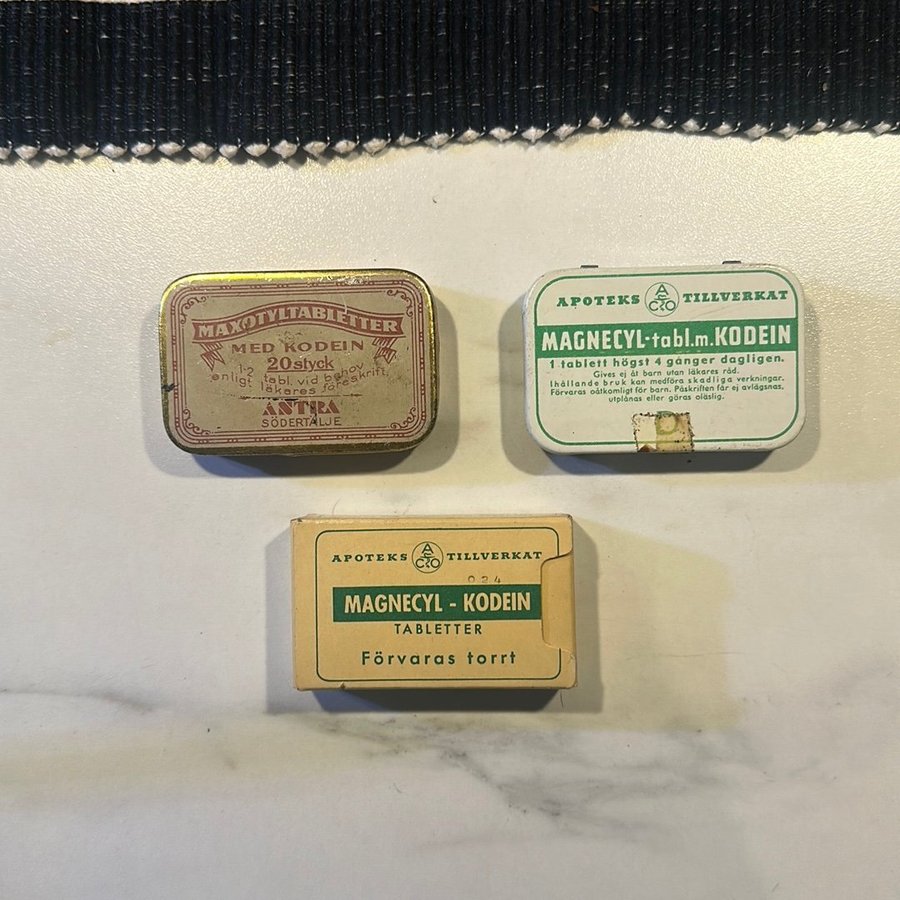 MAXOTYLTABLETTER
MED KODEIN
20 styck
1-2 tabl. vid behov
enligt läkares föreskrift.
ASTRA
SÖDERTÄLJE
APOTEKS ACO TILLVERKAT
MAGNECYL-tabl.m.KODEIN
1 tablett högst 4 gånger dagligen.
Gives ej åt barn utan läkares råd.
Ihållande bruk kan medföra skadliga verkningar.
Förvaras oåtkomligt för barn. Påskriften får ej avlägsnas,
utplånas eller göras oläslig.
APOTEKS ACO TILLVERKAT
024
MAGNECYL - KODEIN
TABLETTER
Förvaras torrt